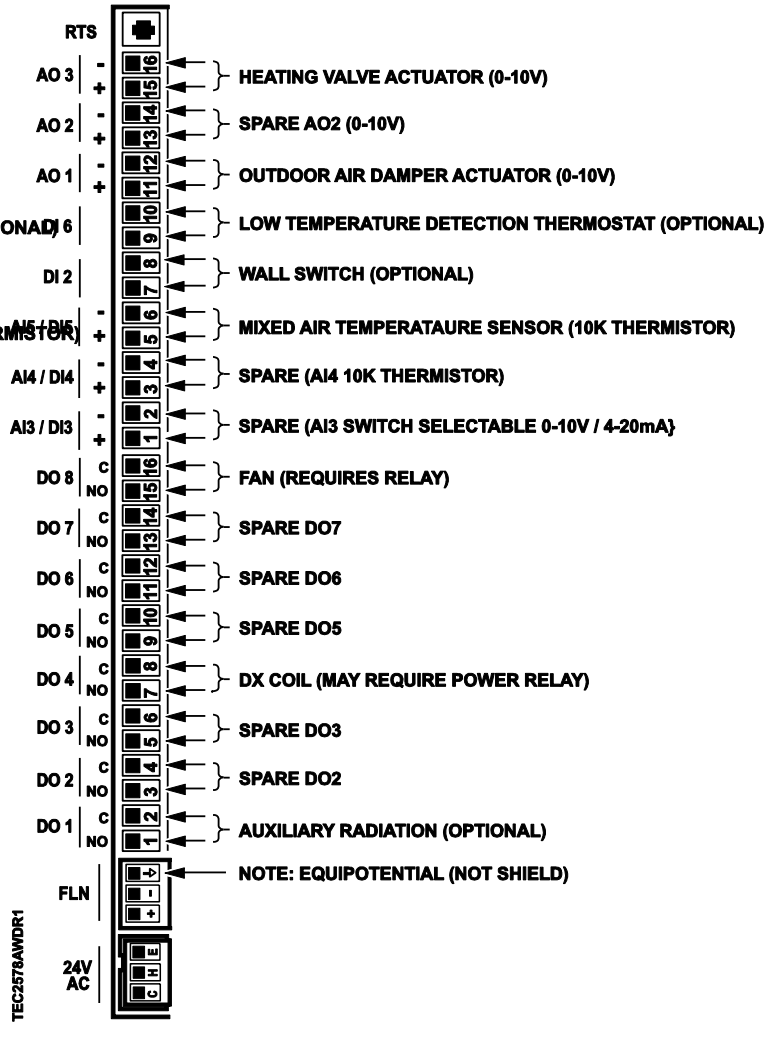 RTS
AO 3 - 16 HEATING VALVE ACTUATOR (0-10V)
+ 15
AO 2 - 14 SPARE AO2 (0-10V)
+ 13
AO 1 - 12 OUTDOOR AIR DAMPER ACTUATOR (0-10V)
+ 11
ONAL) DI 6 10 LOW TEMPERATURE DETECTION THERMOSTAT (OPTIONAL)
9
DI 2 8 WALL SWITCH (OPTIONAL)
7
AI5 / DI5 - 6 MIXED AIR TEMPERATAURE SENSOR (10K THERMISTOR)
RMISTOR) + 5
AI4 / DI4 - 4 SPARE (AI4 10K THERMISTOR)
+ 3
AI3 / DI3 - 2 SPARE (AI3 SWITCH SELECTABLE 0-10V / 4-20mA}
+ 1
DO 8 C 16 FAN (REQUIRES RELAY)
NO 15
DO 7 C 14 SPARE DO7
NO 13
DO 6 C 12 SPARE DO6
NO 11
DO 5 C 10 SPARE DO5
NO 9
DO 4 C 8 DX COIL (MAY REQUIRE POWER RELAY)
NO 7
DO 3 C 6 SPARE DO3
NO 5
DO 2 C 4 SPARE DO2
NO 3
DO 1 C 2 AUXILIARY RADIATION (OPTIONAL)
NO 1
NOTE: EQUIPOTENTIAL (NOT SHIELD)
FLN -
+
24V E
AC H
C
TEC2578AWDR1